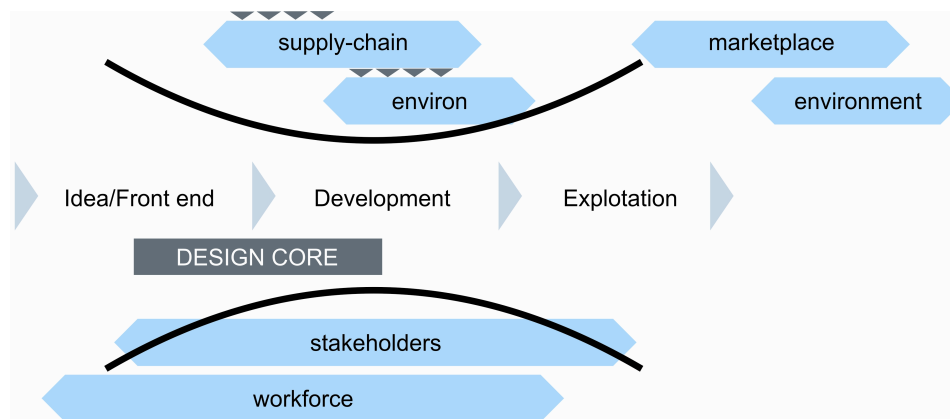 supply-chain
marketplace
environ
environment
Idea/Front end
Development
Explotation
DESIGN CORE
stakeholders
workforce